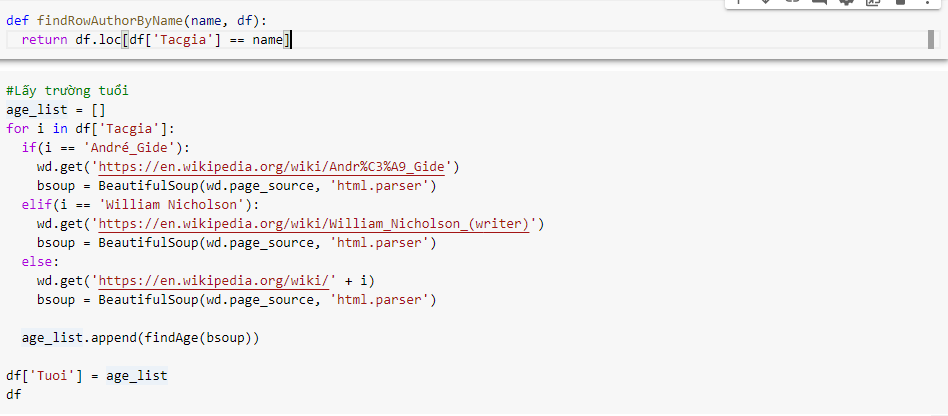 def findRowAuthorByName(name, df):
  return df.loc[df['Tacgia'] == name]
#Lấy trường tuổi
age_list = []
for i in df['Tacgia']:
  if(i == 'André_Gide'):
    wd.get('https://en.wikipedia.org/wiki/Andr%C3%A9_Gide')
    bsoup = BeautifulSoup(wd.page_source, 'html.parser')
  elif(i == 'William Nicholson'):
    wd.get('https://en.wikipedia.org/wiki/William_Nicholson_(writer)')
    bsoup = BeautifulSoup(wd.page_source, 'html.parser')
  else:
    wd.get('https://en.wikipedia.org/wiki/' + i)
    bsoup = BeautifulSoup(wd.page_source, 'html.parser')
  age_list.append(findAge(bsoup))
df['Tuoi'] = age_list
df